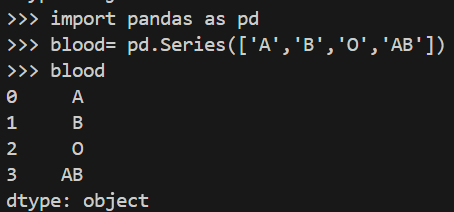 >>> import pandas as pd
>>> blood= pd.Series(['A','B','O','AB'])
>>> blood
0     A
1     B
2     O
3    AB
dtype: object